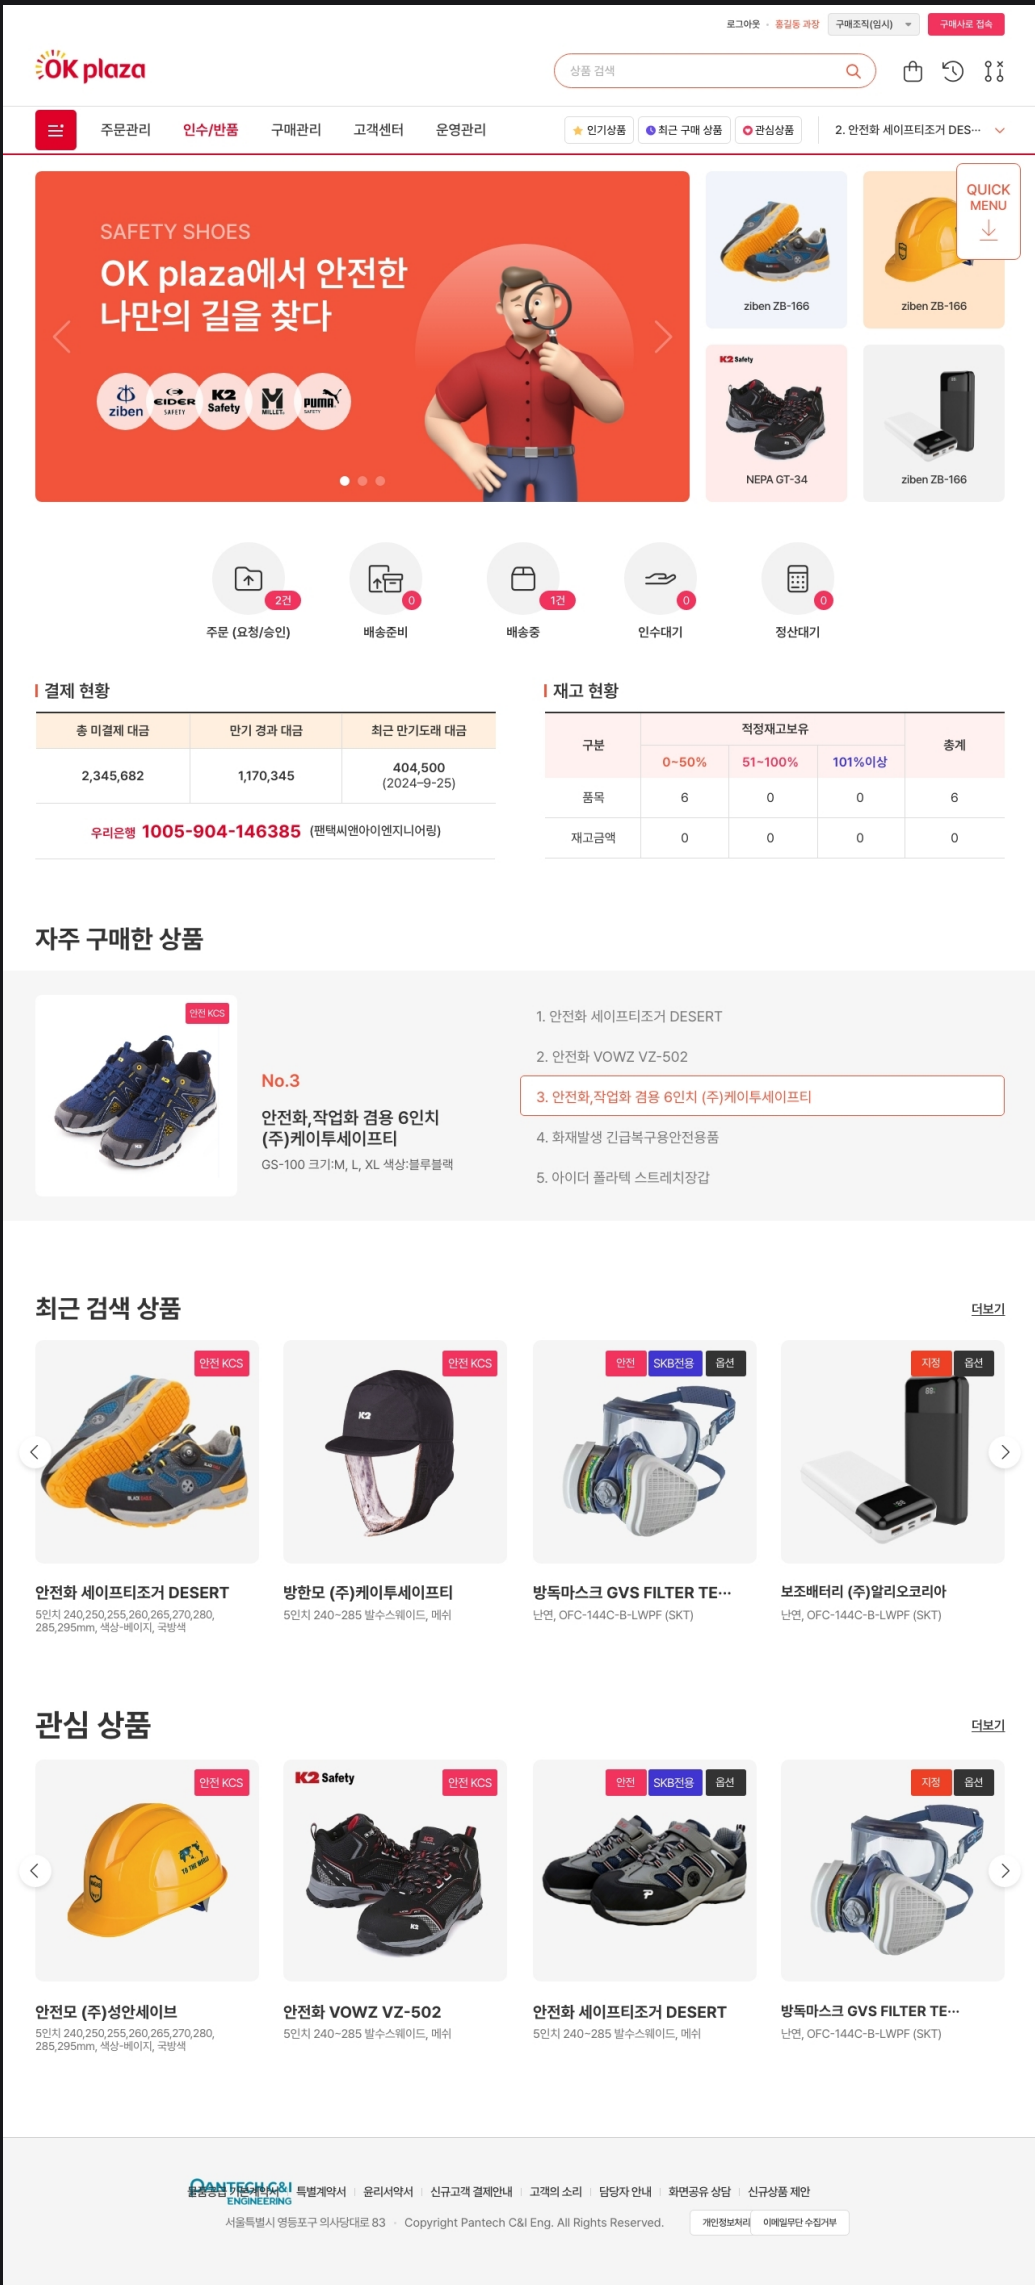 로그아웃 · 홍길동 과장 구매조직(임시) 구매사로 접속
OK plaza
상품 검색
주문관리 인수/반품 구매관리 고객센터 운영관리 인기상품 최근 구매 상품 관심상품 2. 안전화 세이프티조거 DES···
QUICK
MENU
SAFETY SHOES
OK plaza에서 안전한
나만의 길을 찾다
ziben EIDER SAFETY K2 Safety MILLET PUMA SAFETY
ziben ZB-166
ziben ZB-166
K2 Safety
NEPA GT-34
ziben ZB-166
2건 0 1건 0 0
주문 (요청/승인) 배송준비 배송중 인수대기 정산대기
결제 현황
총 미결제 대금 만기 경과 대금 최근 만기도래 대금
2,345,682 1,170,345 404,500
(2024-9-25)
우리은행 1005-904-146385 (팬택씨앤아이엔지니어링)
재고 현황
구분 적정재고보유 총계
0~50% 51~100% 101%이상
품목 6 0 0 6
재고금액 0 0 0 0
자주 구매한 상품
안전 KCS
No.3
안전화,작업화 겸용 6인치
(주)케이투세이프티
GS-100 크기:M, L, XL 색상:블루블랙
1. 안전화 세이프티조거 DESERT
2. 안전화 VOWZ VZ-502
3. 안전화,작업화 겸용 6인치 (주)케이투세이프티
4. 화재발생 긴급복구용안전용품
5. 아이더 폴라텍 스트레치장갑
최근 검색 상품
더보기
안전 KCS
안전 KCS
K2
안전 SKB전용 옵션
지정 옵션
안전화 세이프티조거 DESERT
5인치 240,250,255,260,265,270,280,
285,295mm, 색상-베이지, 국방색
방한모 (주)케이투세이프티
5인치 240~285 발수스웨이드, 메쉬
방독마스크 GVS FILTER TE···
난연, OFC-144C-B-LWPF (SKT)
보조배터리 (주)알리오코리아
난연, OFC-144C-B-LWPF (SKT)
관심 상품
더보기
안전 KCS
TO THE WORLD
K2 Safety
안전 KCS
K2
안전 SKB전용 옵션
지정 옵션
안전모 (주)성안세이브
5인치 240,250,255,260,265,270,280,
285,295mm, 색상-베이지, 국방색
안전화 VOWZ VZ-502
5인치 240~285 발수스웨이드, 메쉬
안전화 세이프티조거 DESERT
5인치 240~285 발수스웨이드, 메쉬
방독마스크 GVS FILTER TE···
난연, OFC-144C-B-LWPF (SKT)
PANTECH C&I
ENGINEERING
물품공급 기본계약서 특별계약서 윤리서약서 신규고객 결제안내 고객의 소리 담당자 안내 화면공유 상담 신규상품 제안
서울특별시 영등포구 의사당대로 83 · Copyright Pantech C&I Eng. All Rights Reserved. 개인정보처리 이메일무단 수집거부